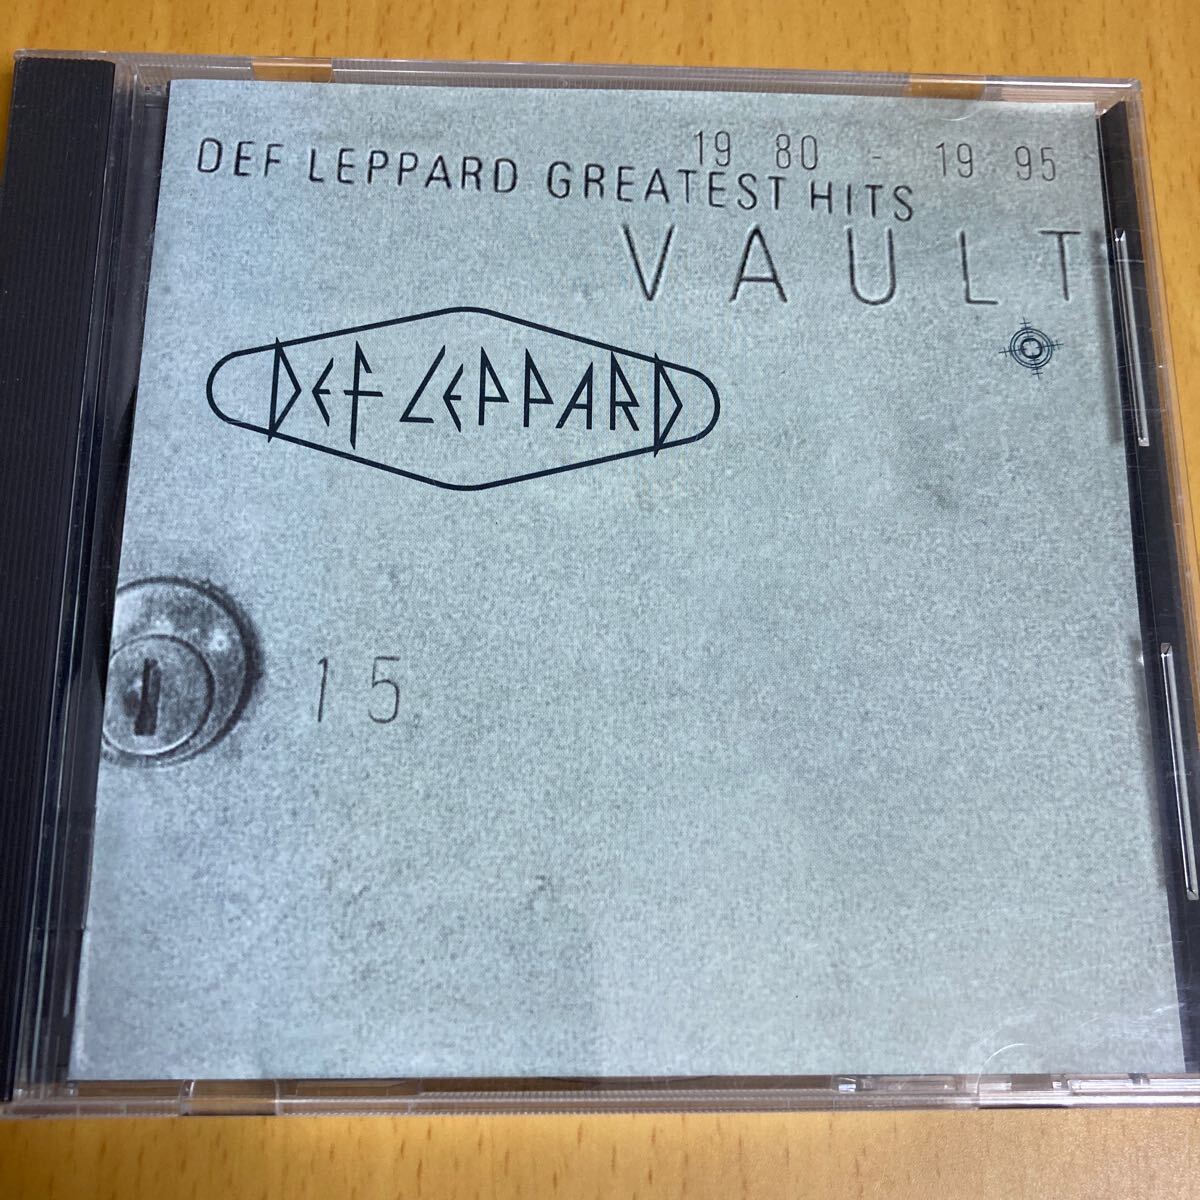 19 80 - 19 95
DEF LEPPARD GREATEST HITS
VAULT
DEF LEPPARD
15